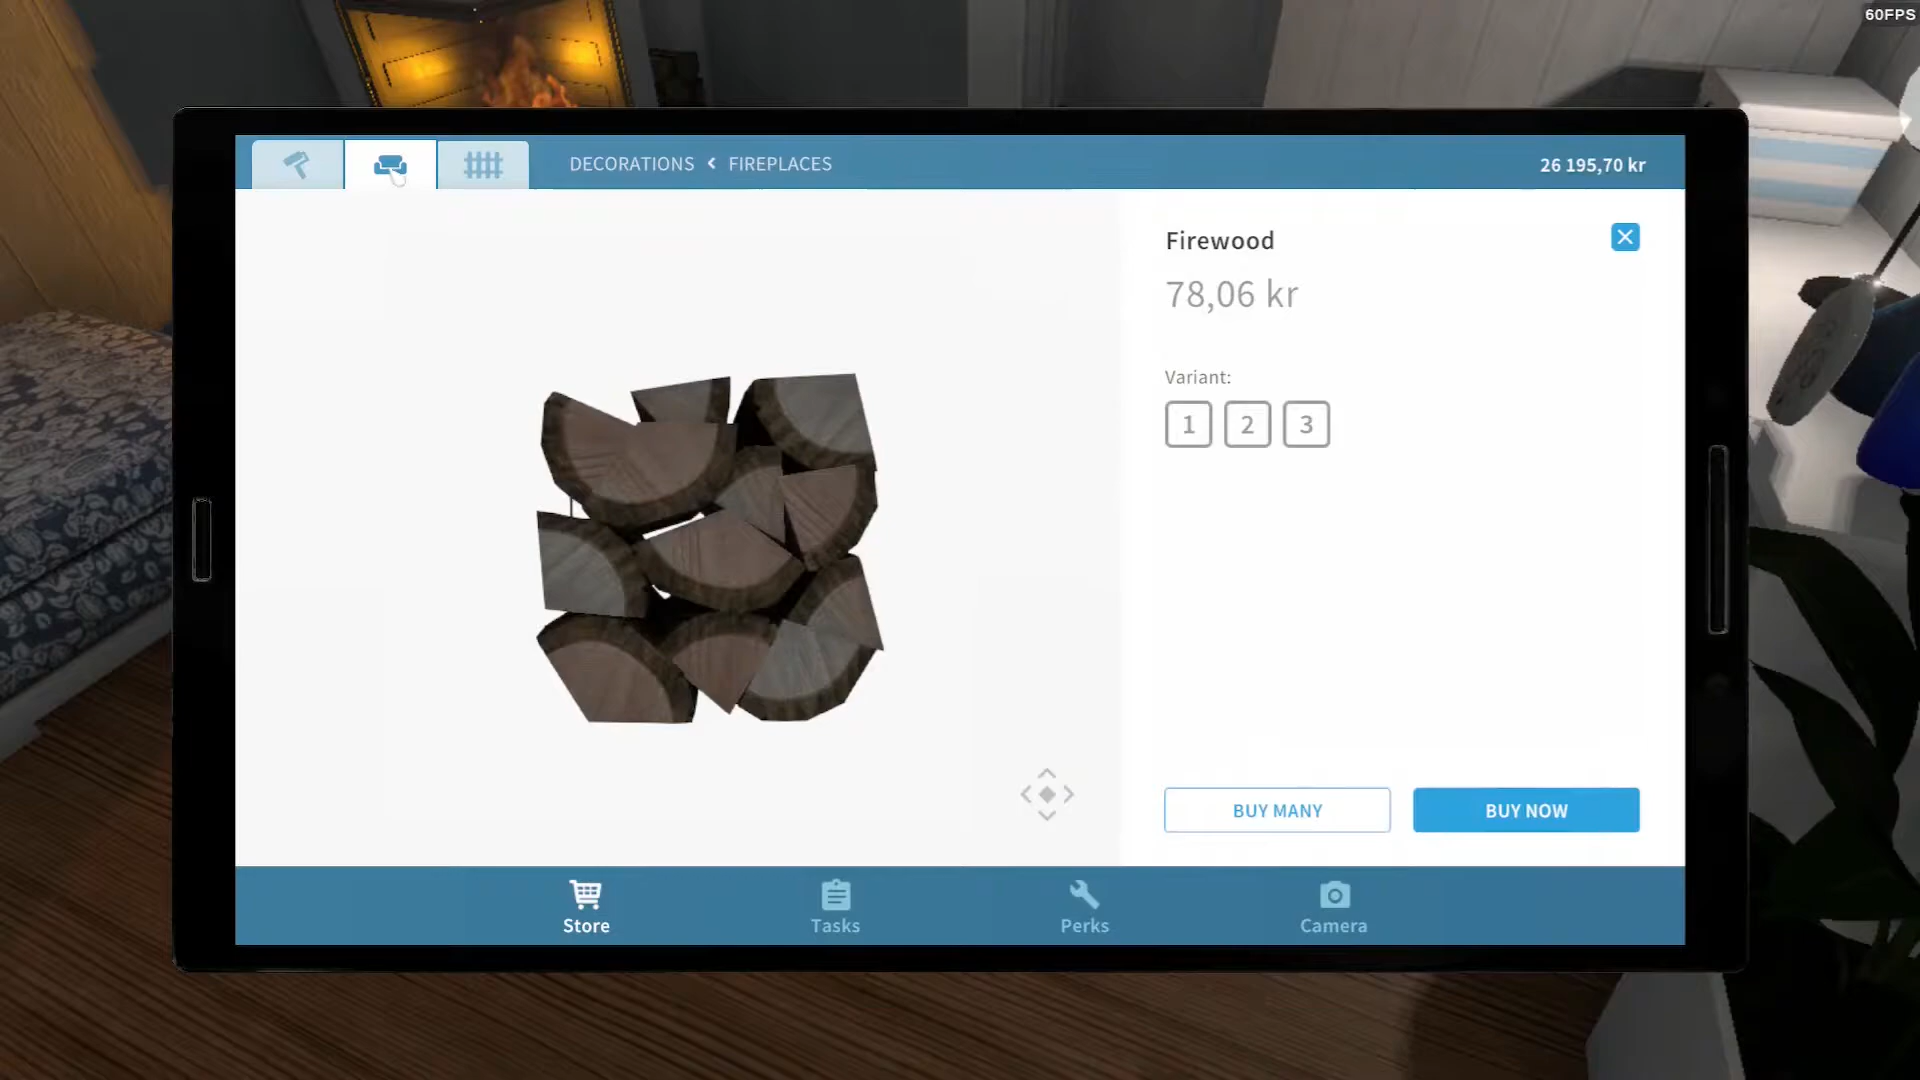 60FPS
DECORATIONS < FIREPLACES
26 195,70 kr
Firewood
78,06 kr
Variant:
1 2 3
BUY MANY
BUY NOW
Store
Tasks
Perks
Camera